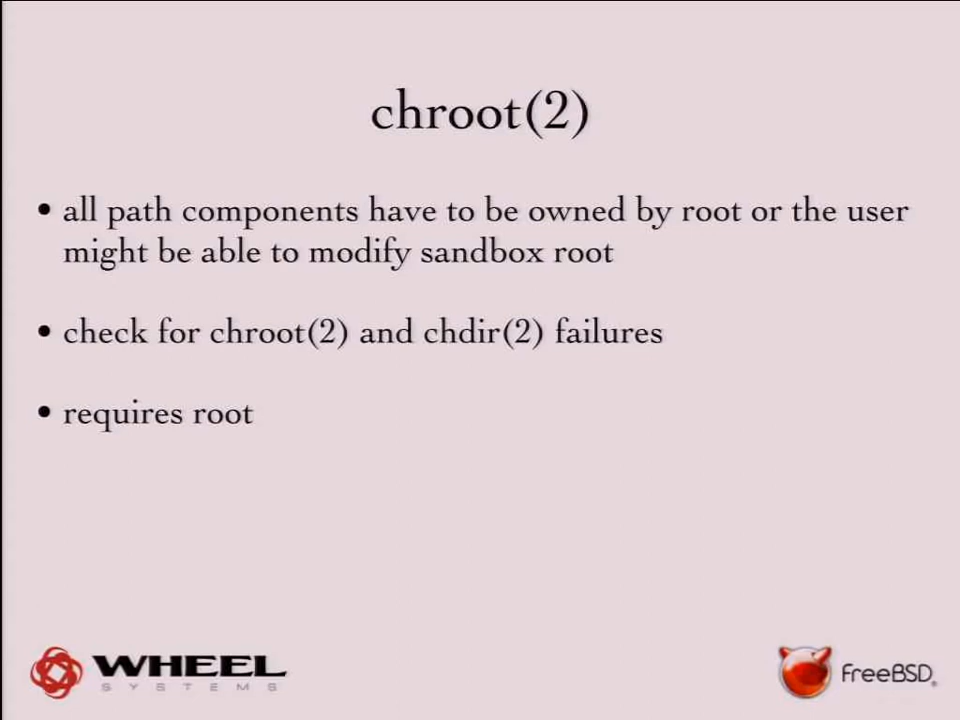 chroot(2)
• all path components have to be owned by root or the user
might be able to modify sandbox root
• check for chroot(2) and chdir(2) failures
• requires root
WHEEL
SYSTEMS
FreeBSD